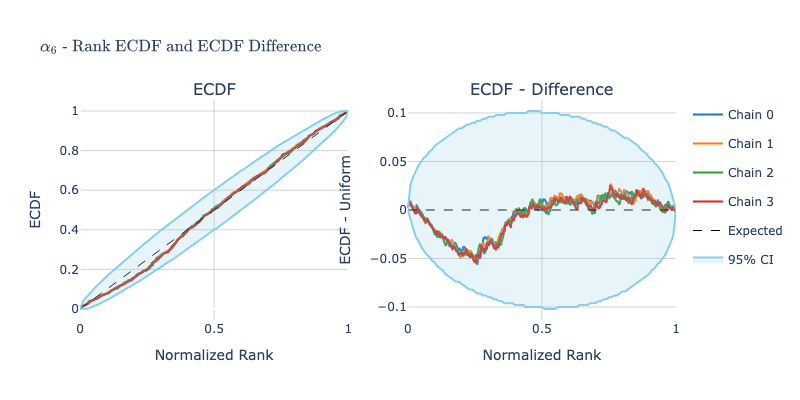 α₆ - Rank ECDF and ECDF Difference
ECDF
ECDF - Difference
1
0.8
0.6
0.4
0.2
0
ECDF
0
0.5
1
Normalized Rank
0.1
0.05
0
−0.05
−0.1
ECDF - Uniform
0
0.5
1
Normalized Rank
Chain 0
Chain 1
Chain 2
Chain 3
Expected
95% CI